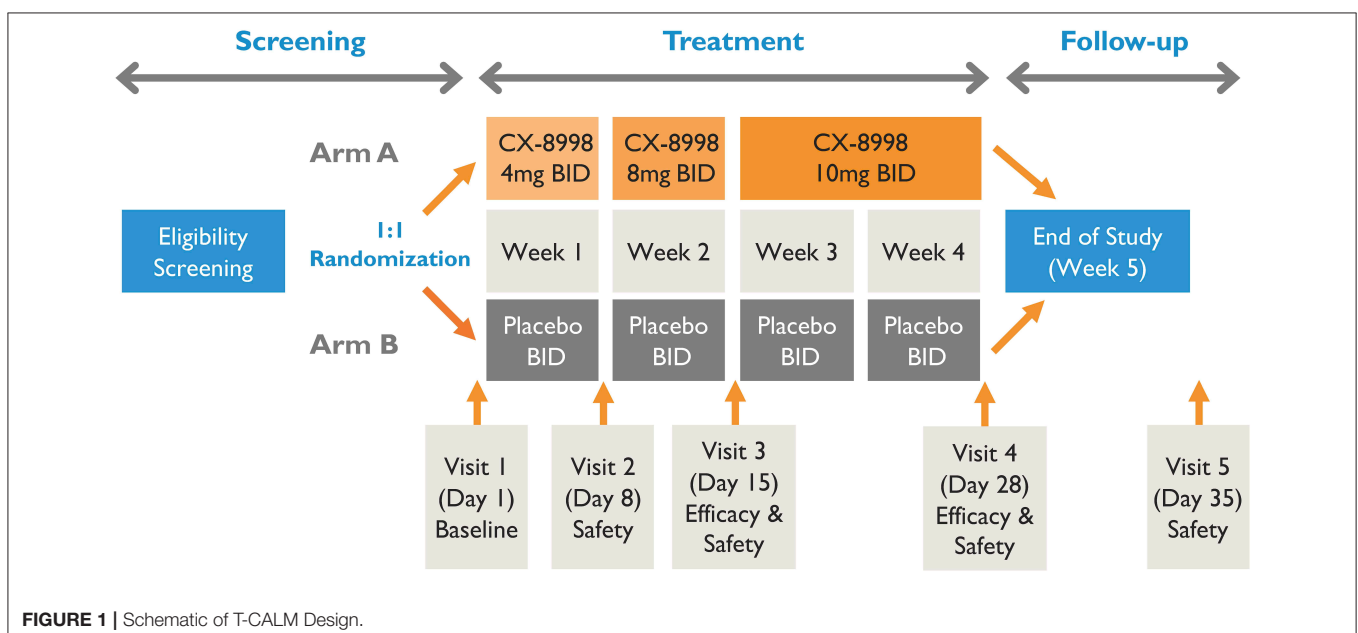 Screening
Treatment
Follow-up
Arm A
CX-8998
4mg BID
CX-8998
8mg BID
CX-8998
10mg BID
Eligibility
Screening
1:1
Randomization
Week 1
Week 2
Week 3
Week 4
End of Study
(Week 5)
Arm B
Placebo
BID
Placebo
BID
Placebo
BID
Placebo
BID
Visit 1
(Day 1)
Baseline
Visit 2
(Day 8)
Safety
Visit 3
(Day 15)
Efficacy &
Safety
Visit 4
(Day 28)
Efficacy &
Safety
Visit 5
(Day 35)
Safety
FIGURE 1 | Schematic of T-CALM Design.